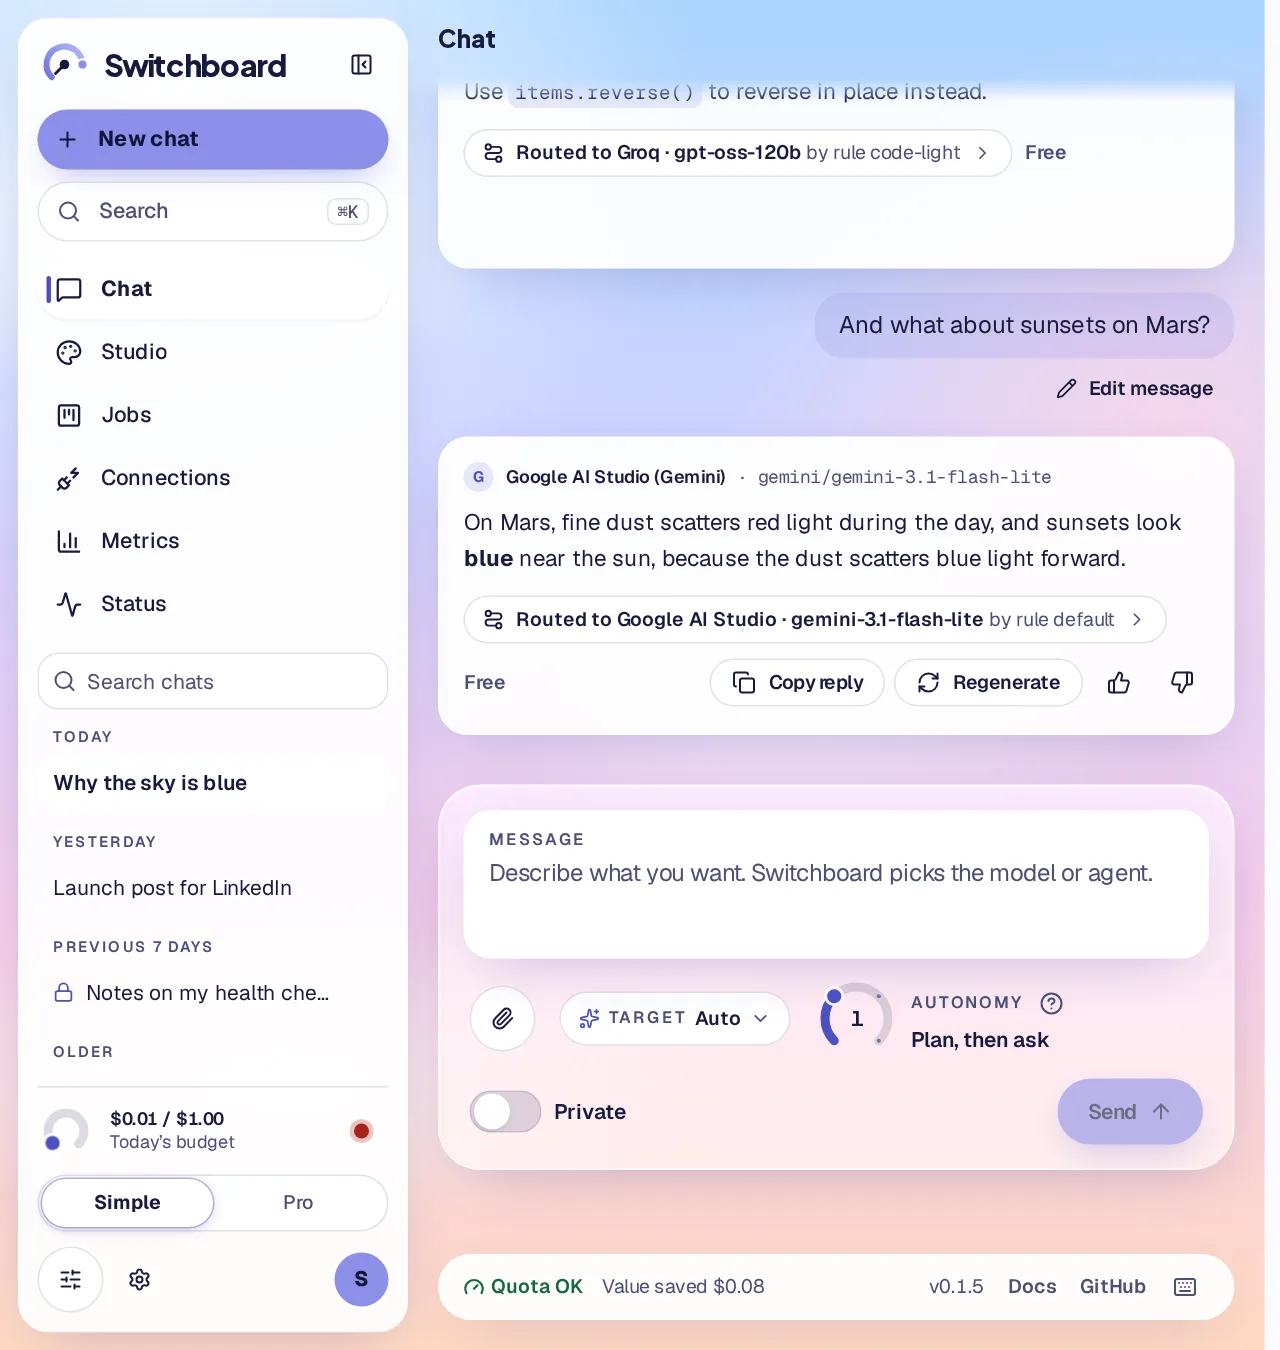 Switchboard
New chat
Search ⌘K
Chat
Studio
Jobs
Connections
Metrics
Status
Search chats
TODAY
Why the sky is blue
YESTERDAY
Launch post for LinkedIn
PREVIOUS 7 DAYS
Notes on my health che...
OLDER
$0.01 / $1.00
Today's budget
Simple Pro
S
Chat
Use items.reverse() to reverse in place instead.
Routed to Groq · gpt-oss-120b by rule code-light Free
And what about sunsets on Mars?
Edit message
G Google AI Studio (Gemini) · gemini/gemini-3.1-flash-lite
On Mars, fine dust scatters red light during the day, and sunsets look
blue near the sun, because the dust scatters blue light forward.
Routed to Google AI Studio · gemini-3.1-flash-lite by rule default
Free Copy reply Regenerate
MESSAGE
Describe what you want. Switchboard picks the model or agent.
TARGET Auto 1 AUTONOMY
Plan, then ask
Private Send
Quota OK Value saved $0.08 v0.1.5 Docs GitHub